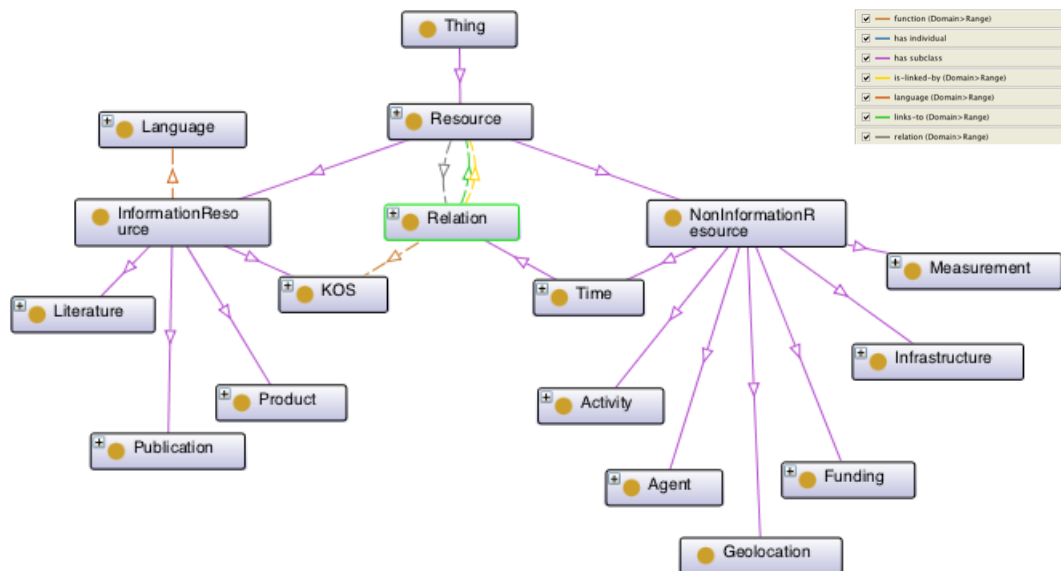 Thing
function (Domain>Range)
has individual
has subclass
is-linked-by (Domain>Range)
language (Domain>Range)
links-to (Domain>Range)
relation (Domain>Range)
Resource
Language
InformationReso
urce
Relation
NonInformationR
esource
Measurement
KOS
Time
Literature
Infrastructure
Product
Activity
Publication
Agent
Funding
Geolocation